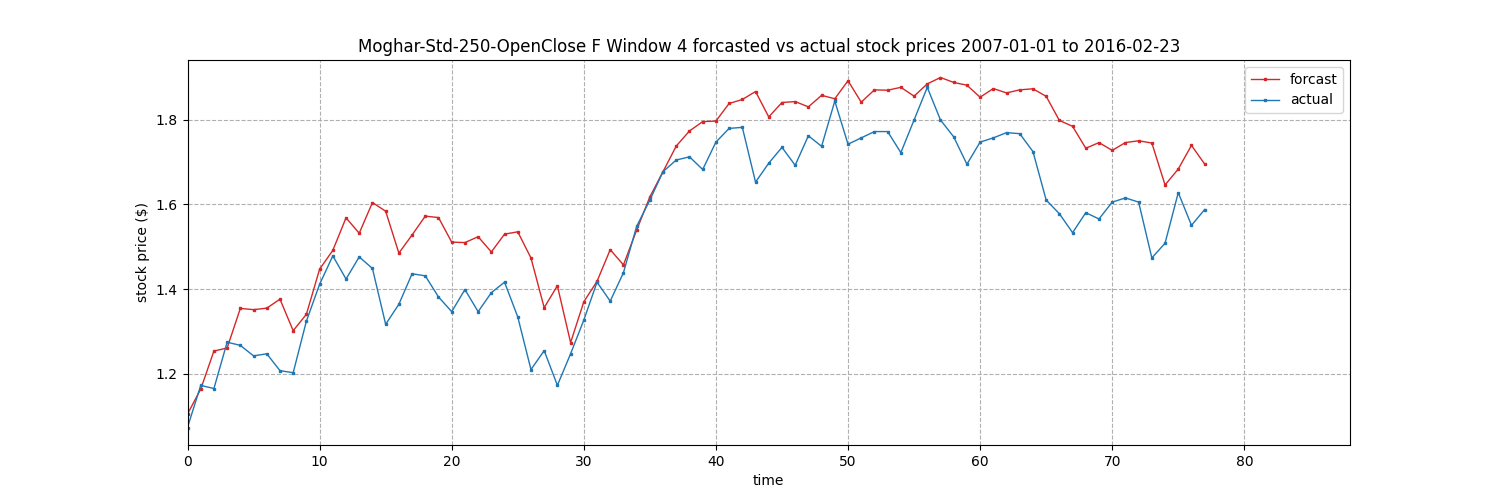 Moghar-Std-250-OpenClose F Window 4 forcasted vs actual stock prices 2007-01-01 to 2016-02-23
forcast
actual
stock price ($)
1.8
1.6
1.4
1.2
0 10 20 30 40 50 60 70 80
time